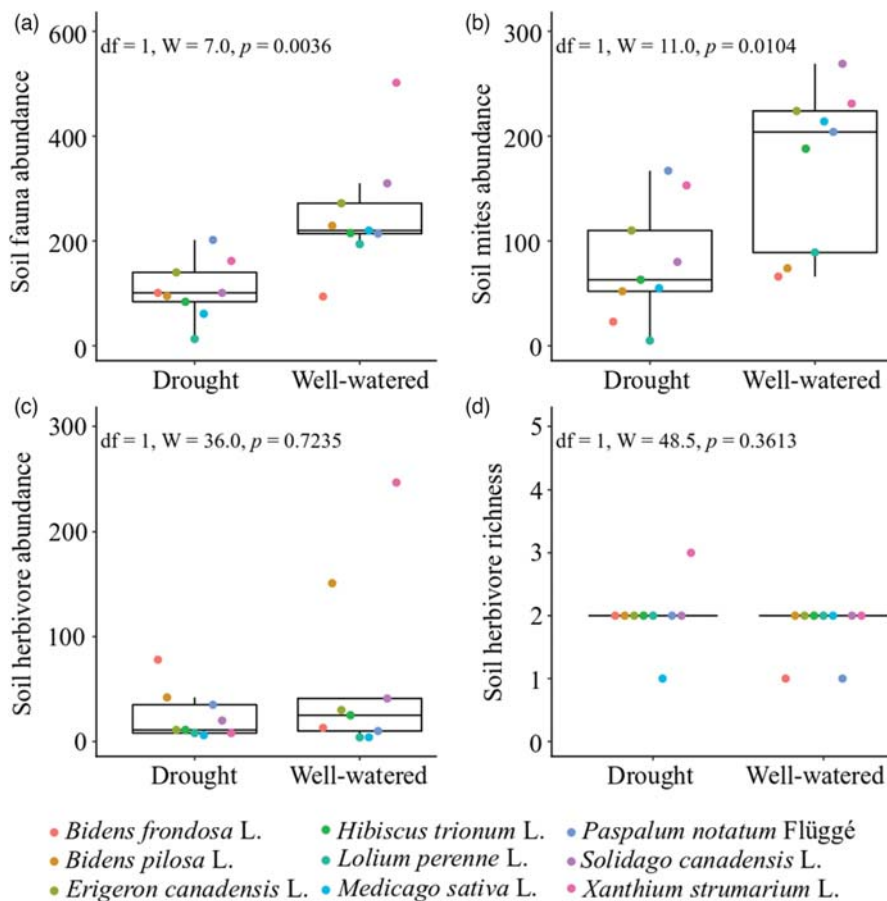 (a)
600
df = 1, W = 7.0, p = 0.0036
400
200
0
Soil fauna abundance
Drought
Well-watered
(b)
300
df = 1, W = 11.0, p = 0.0104
200
100
0
Soil mites abundance
Drought
Well-watered
(c)
300
df = 1, W = 36.0, p = 0.7235
200
100
0
Soil herbivore abundance
Drought
Well-watered
(d)
5
df = 1, W = 48.5, p = 0.3613
4
3
2
1
0
Soil herbivore richness
Drought
Well-watered
Bidens frondosa L.
Hibiscus trionum L.
Paspalum notatum Flüggé
Bidens pilosa L.
Lolium perenne L.
Solidago canadensis L.
Erigeron canadensis L.
Medicago sativa L.
Xanthium strumarium L.